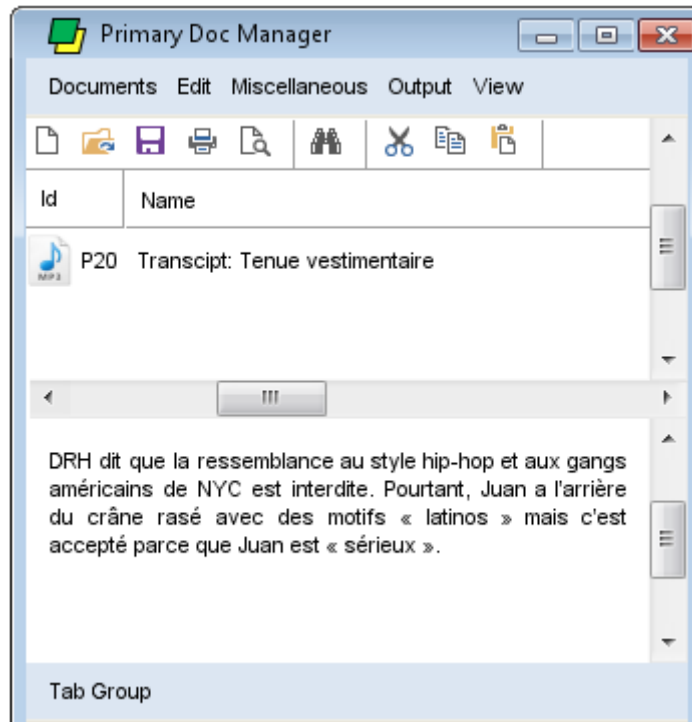 Primary Doc Manager
Documents Edit Miscellaneous Output View
Id Name
MP3 P20 Transcipt: Tenue vestimentaire
DRH dit que la ressemblance au style hip-hop et aux gangs
américains de NYC est interdite. Pourtant, Juan a l'arrière
du crâne rasé avec des motifs « latinos » mais c'est
accepté parce que Juan est « sérieux ».
Tab Group